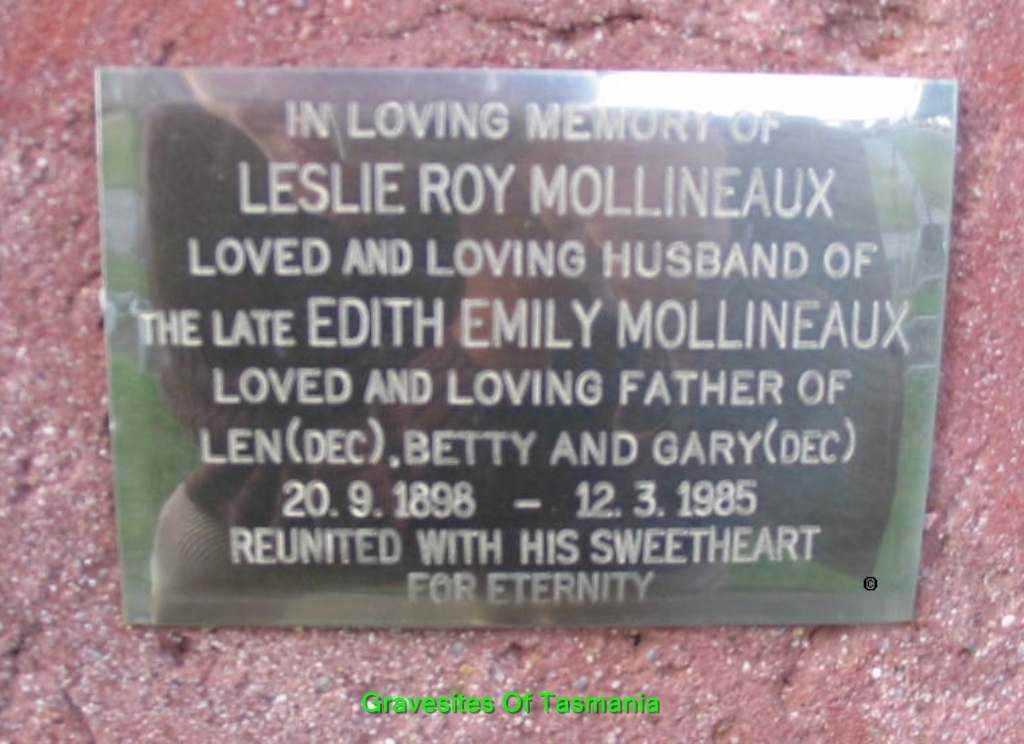 IN LOVING MEMORY OF
LESLIE ROY MOLLINEAUX
LOVED AND LOVING HUSBAND OF
THE LATE EDITH EMILY MOLLINEAUX
LOVED AND LOVING FATHER OF
LEN(DEC).BETTY AND GARY(DEC)
20. 9. 1898 – 12. 3. 1985
REUNITED WITH HIS SWEETHEART
FOR ETERNITY
©
Gravesites Of Tasmania